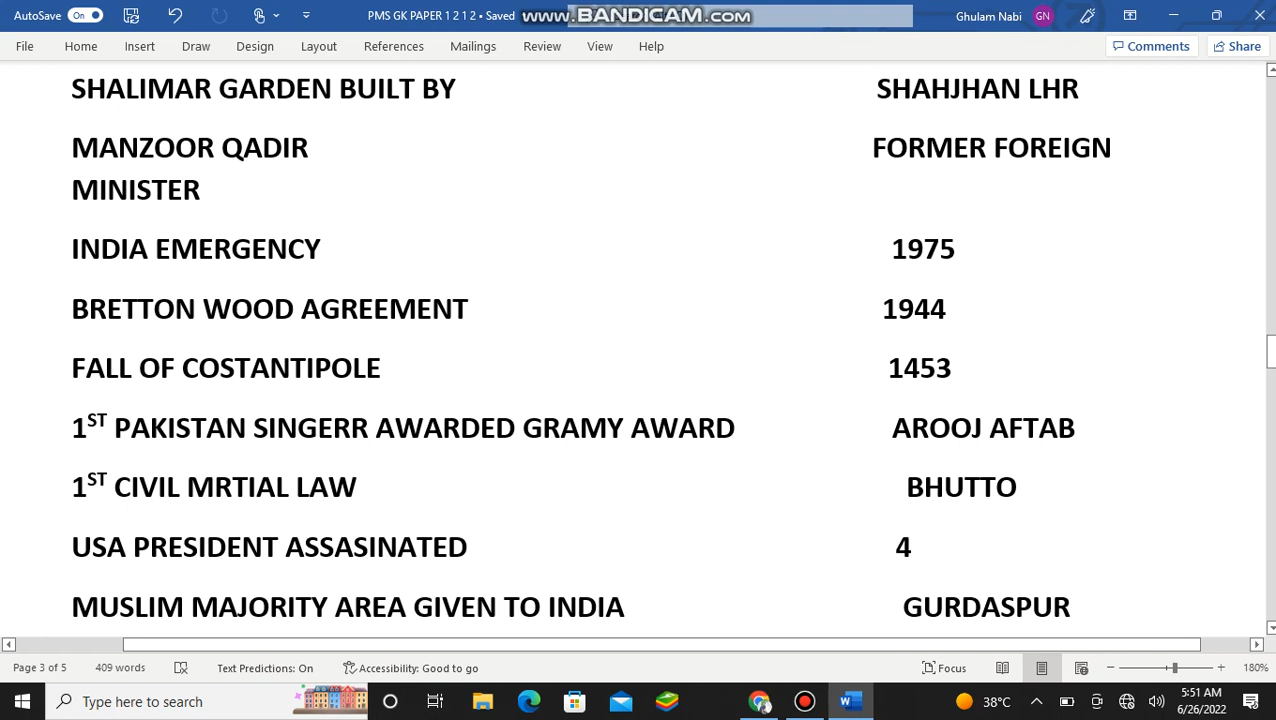 AutoSave On PMS GK PAPER 1 2 1 2 • Saved www.BANDICAM.com Ghulam Nabi GN
File Home Insert Draw Design Layout References Mailings Review View Help Comments Share
SHALIMAR GARDEN BUILT BY SHAHJHAN LHR
MANZOOR QADIR FORMER FOREIGN
MINISTER
INDIA EMERGENCY 1975
BRETTON WOOD AGREEMENT 1944
FALL OF COSTANTIPOLE 1453
1ST PAKISTAN SINGERR AWARDED GRAMY AWARD AROOJ AFTAB
1ST CIVIL MRTIAL LAW BHUTTO
USA PRESIDENT ASSASINATED 4
MUSLIM MAJORITY AREA GIVEN TO INDIA GURDASPUR
Page 3 of 5 409 words Text Predictions: On Accessibility: Good to go Focus 180%
Type here to search 38°C 5:51 AM
6/26/2022